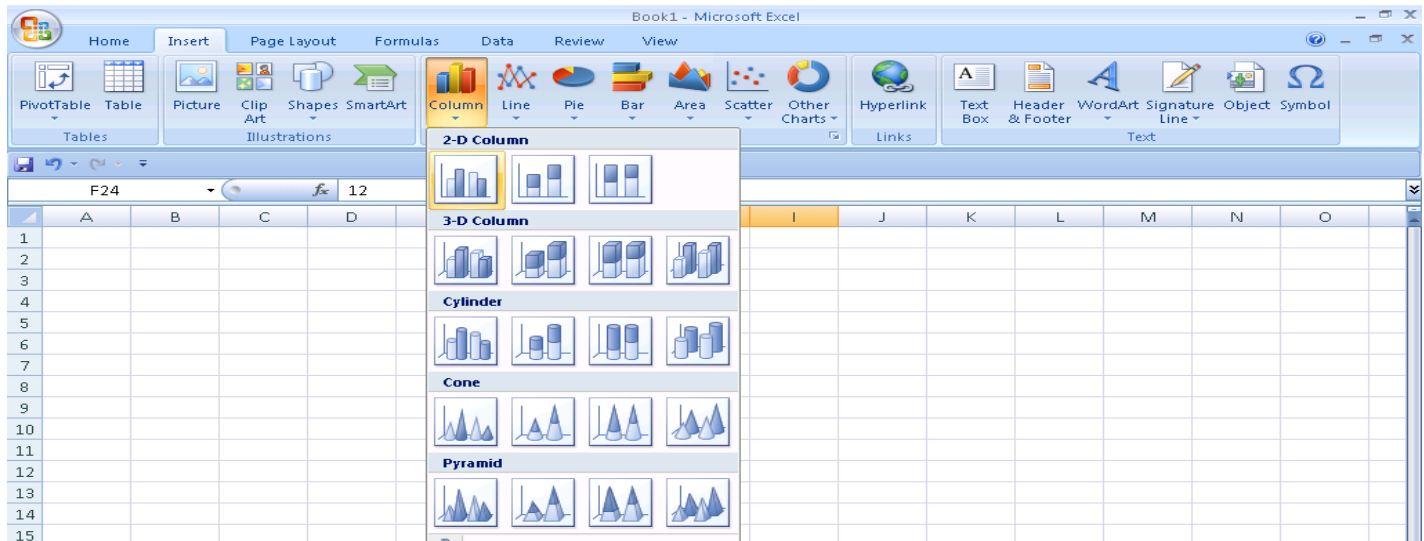 Book1 - Microsoft Excel
Home Insert Page Layout Formulas Data Review View
PivotTable Table Picture Clip Art Shapes SmartArt Column Line Pie Bar Area Scatter Other Charts Hyperlink Text Box Header & Footer WordArt Signature Line Object Symbol
Tables Illustrations Links Text
F24 fx 12
A B C D I J K L M N O
2-D Column
3-D Column
Cylinder
Cone
Pyramid
1
2
3
4
5
6
7
8
9
10
11
12
13
14
15